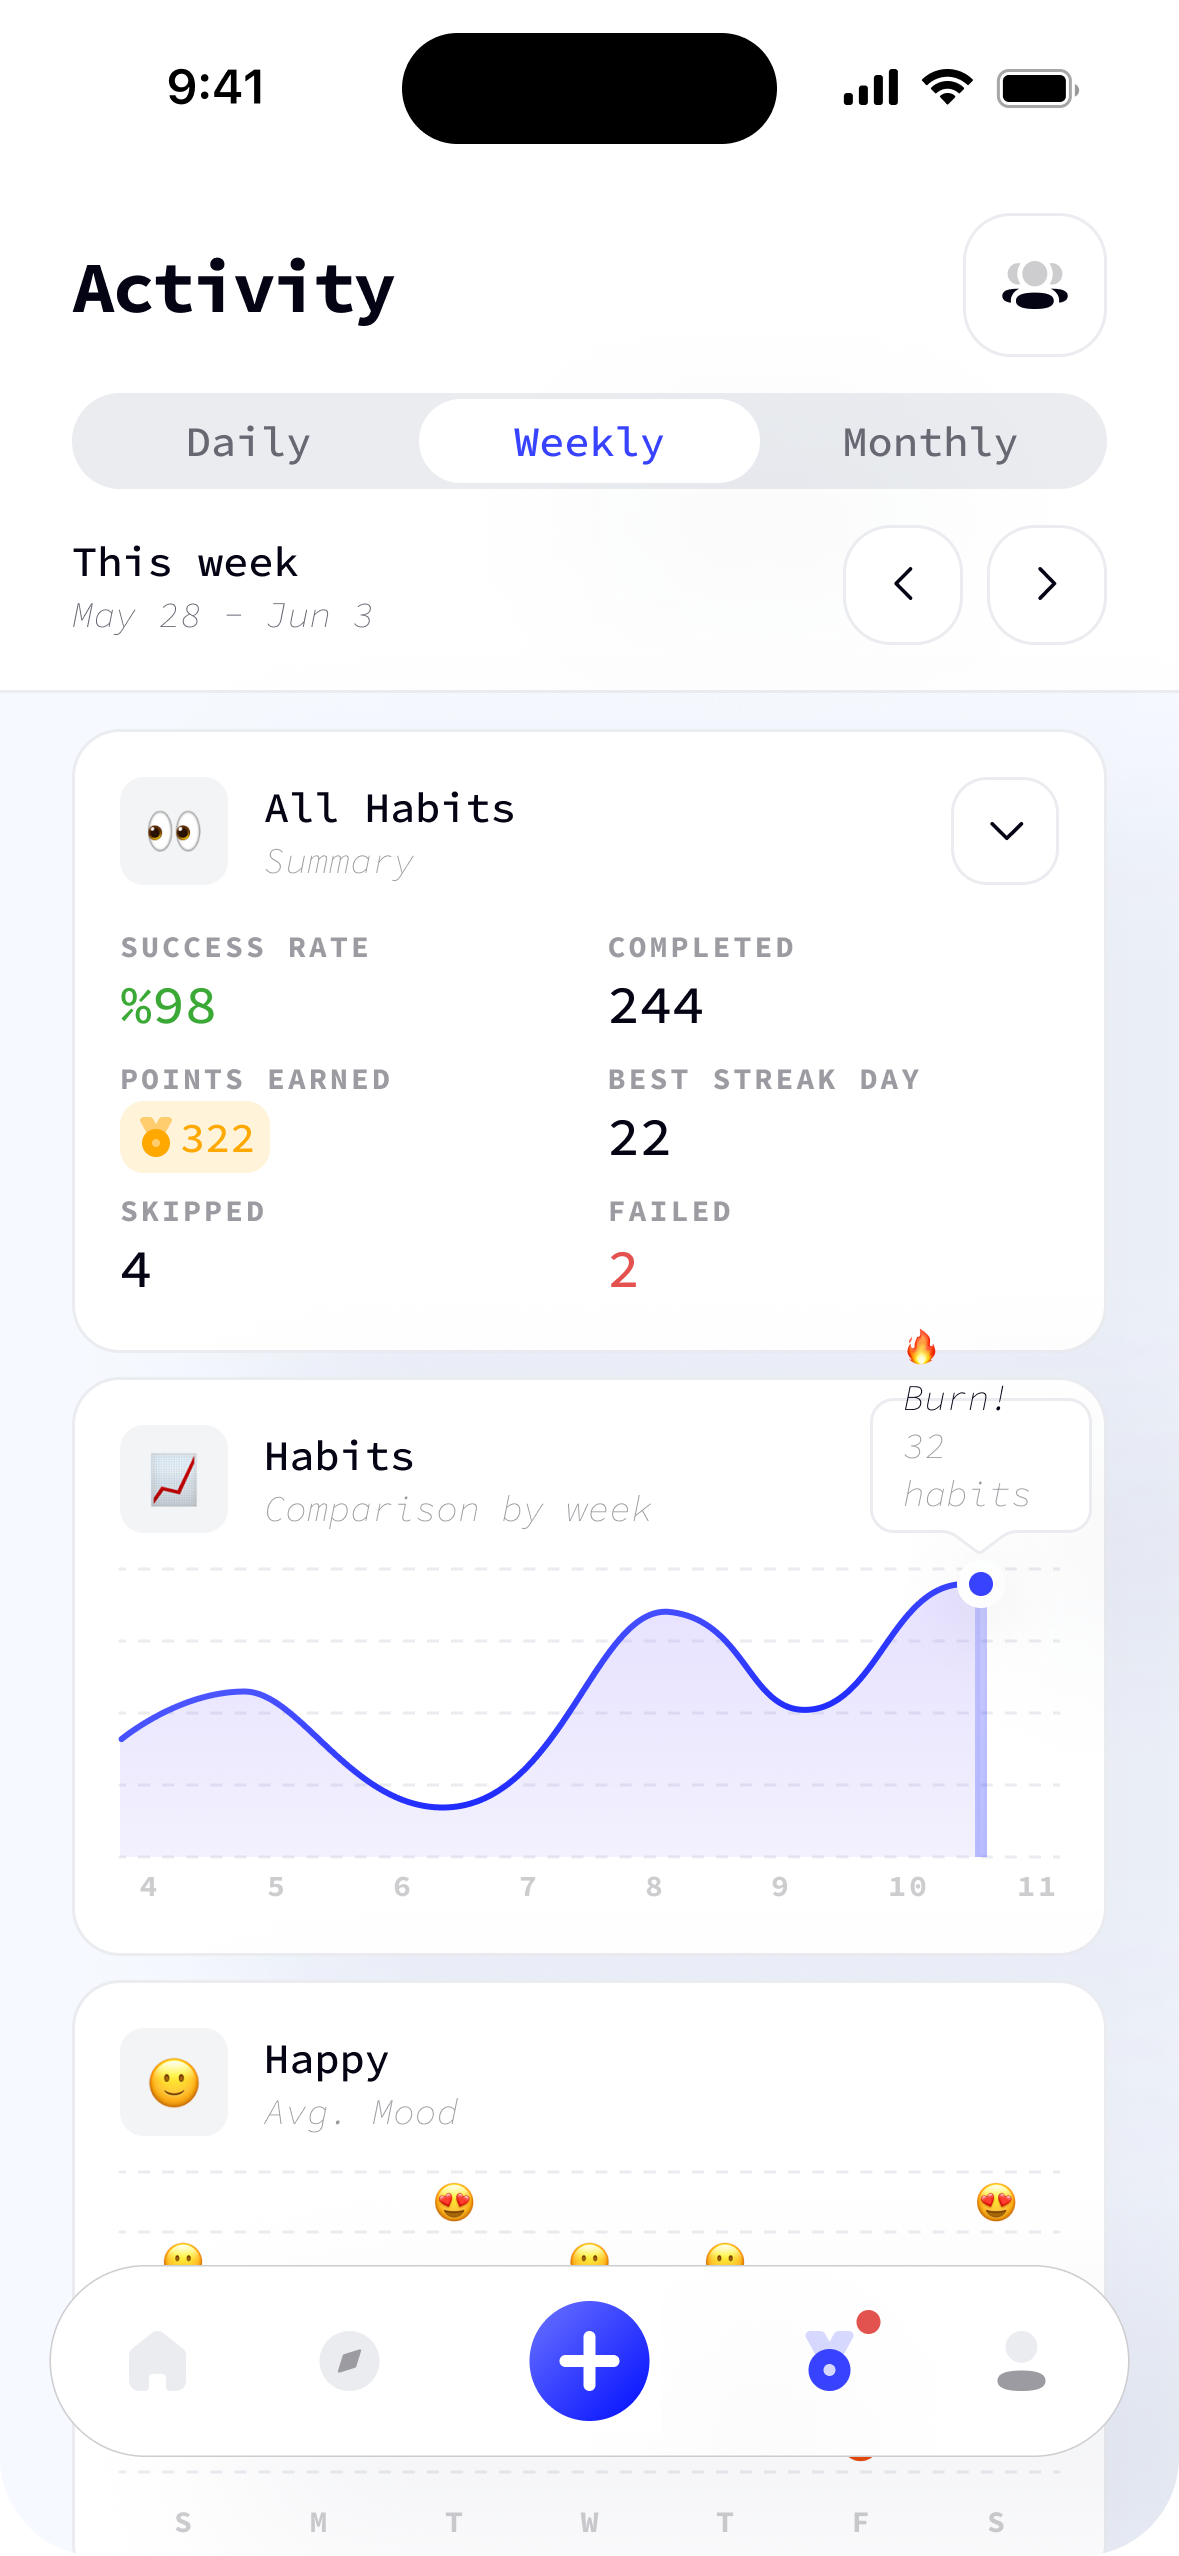 9:41
Activity
Daily Weekly Monthly
This week
May 28 - Jun 3
All Habits
Summary
SUCCESS RATE COMPLETED
%98 244
POINTS EARNED BEST STREAK DAY
322 22
SKIPPED FAILED
4 2
🔥
Burn!
32
habits
Habits
Comparison by week
4 5 6 7 8 9 10 11
Happy
Avg. Mood
S M T W T F S